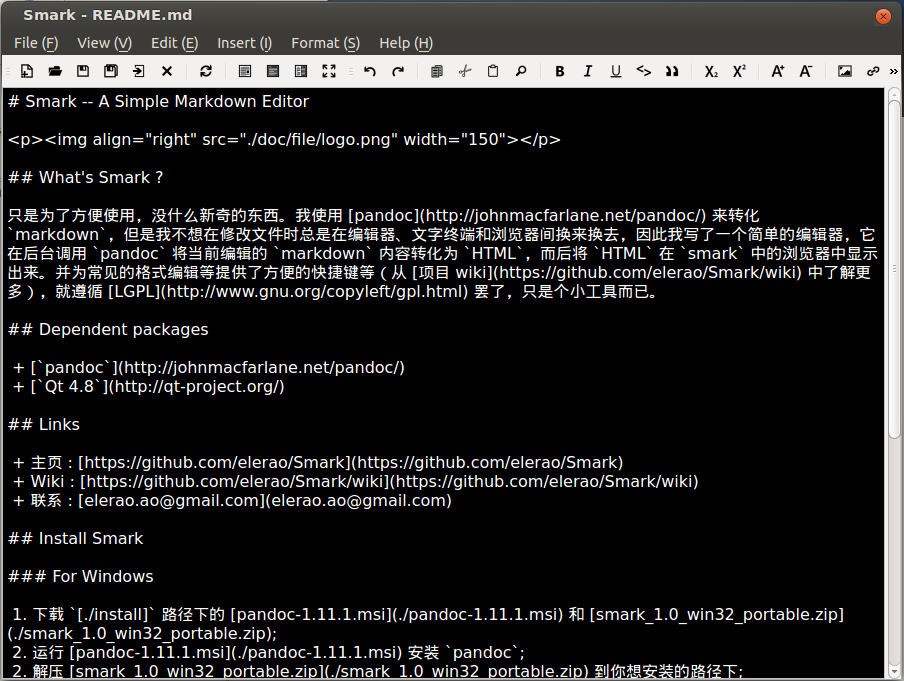 Smark - README.md
File (F) View (V) Edit (E) Insert (I) Format (S) Help (H)
B I U <> X₂ X² A⁺ A⁻ »
# Smark -- A Simple Markdown Editor
<p><img align="right" src="./doc/file/logo.png" width="150"></p>
## What's Smark ?
只是为了方便使用，没什么新奇的东西。我使用 [pandoc](http://johnmacfarlane.net/pandoc/) 来转化
`markdown`，但是我不想在修改文件时总是在编辑器、文字终端和浏览器间换来换去，因此我写了一个简单的编辑器，它
在后台调用 `pandoc` 将当前编辑的 `markdown` 内容转化为 `HTML`，而后将 `HTML` 在 `smark` 中的浏览器中显示
出来。并为常见的格式编辑等提供了方便的快捷键等（从 [项目 wiki](https://github.com/elerao/Smark/wiki) 中了解更
多），就遵循 [LGPL](http://www.gnu.org/copyleft/gpl.html) 罢了，只是个小工具而已。
## Dependent packages
+ [`pandoc`](http://johnmacfarlane.net/pandoc/)
+ [`Qt 4.8`](http://qt-project.org/)
## Links
+ 主页：[https://github.com/elerao/Smark](https://github.com/elerao/Smark)
+ Wiki：[https://github.com/elerao/Smark/wiki](https://github.com/elerao/Smark/wiki)
+ 联系：[elerao.ao@gmail.com](elerao.ao@gmail.com)
## Install Smark
### For Windows
1. 下载 `[./install]` 路径下的 [pandoc-1.11.1.msi](./pandoc-1.11.1.msi) 和 [smark_1.0_win32_portable.zip]
(./smark_1.0_win32_portable.zip);
2. 运行 [pandoc-1.11.1.msi](./pandoc-1.11.1.msi) 安装 `pandoc`;
2. 解压 [smark_1.0_win32_portable.zip](./smark_1.0_win32_portable.zip) 到你想安装的路径下;